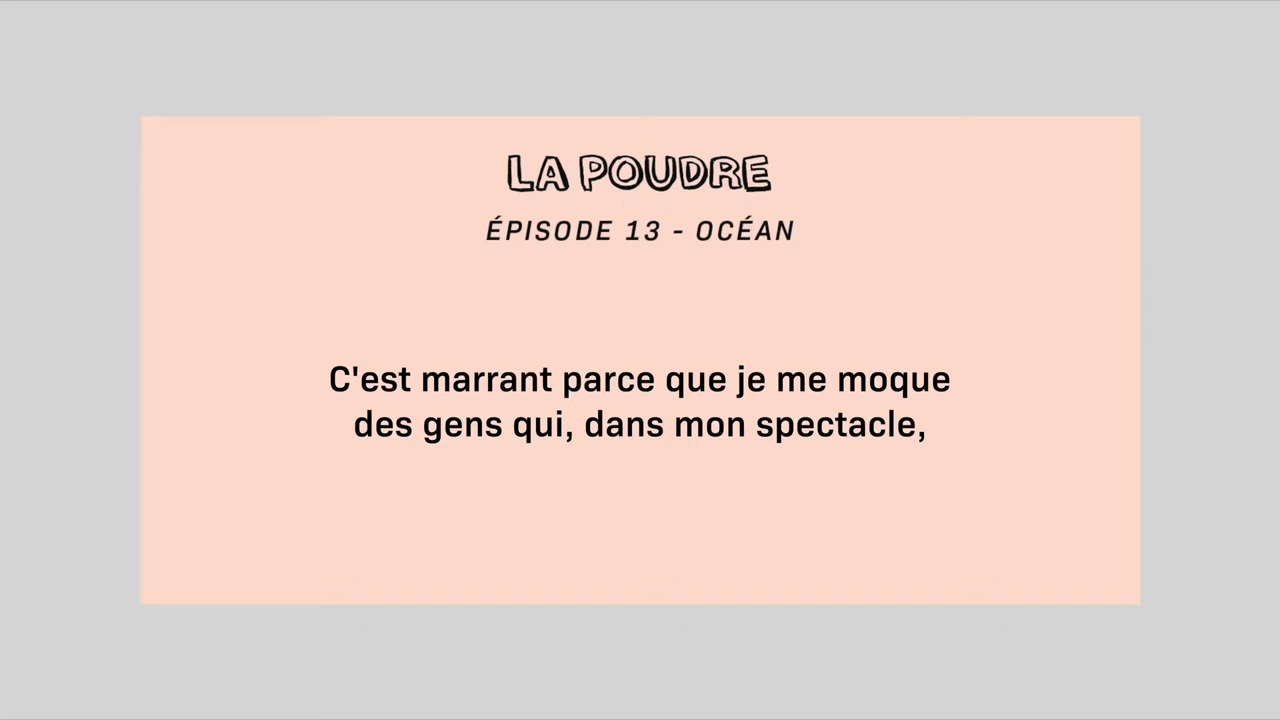 LA POUDRE
ÉPISODE 13 - OCÉAN
C'est marrant parce que je me moque
des gens qui, dans mon spectacle,